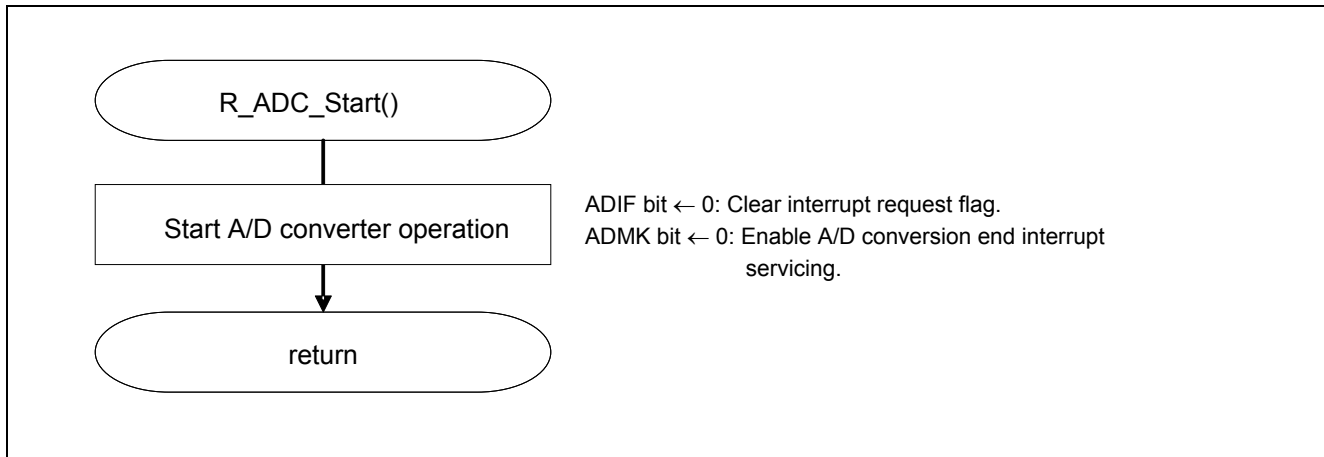 R_ADC_Start()
Start A/D converter operation
ADIF bit ← 0: Clear interrupt request flag.
ADMK bit ← 0: Enable A/D conversion end interrupt
servicing.
return